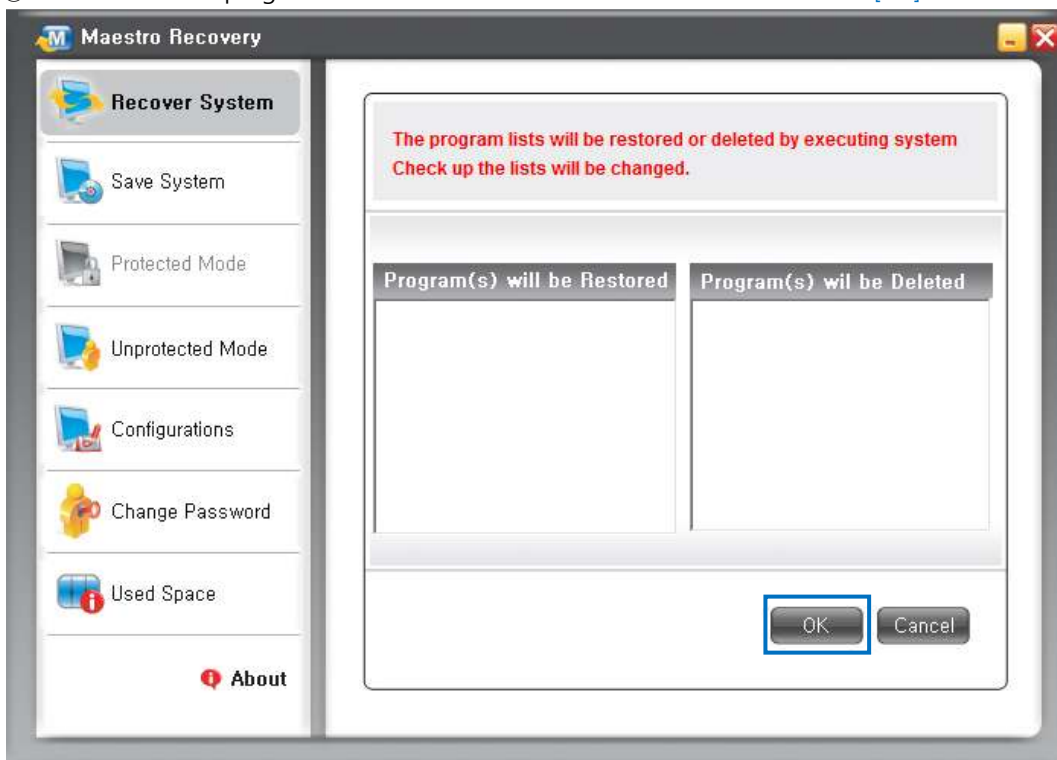 Maestro Recovery
Recover System
Save System
Protected Mode
Unprotected Mode
Configurations
Change Password
Used Space
About
The program lists will be restored or deleted by executing system
Check up the lists will be changed.
Program(s) will be Restored
Program(s) wil be Deleted
OK
Cancel